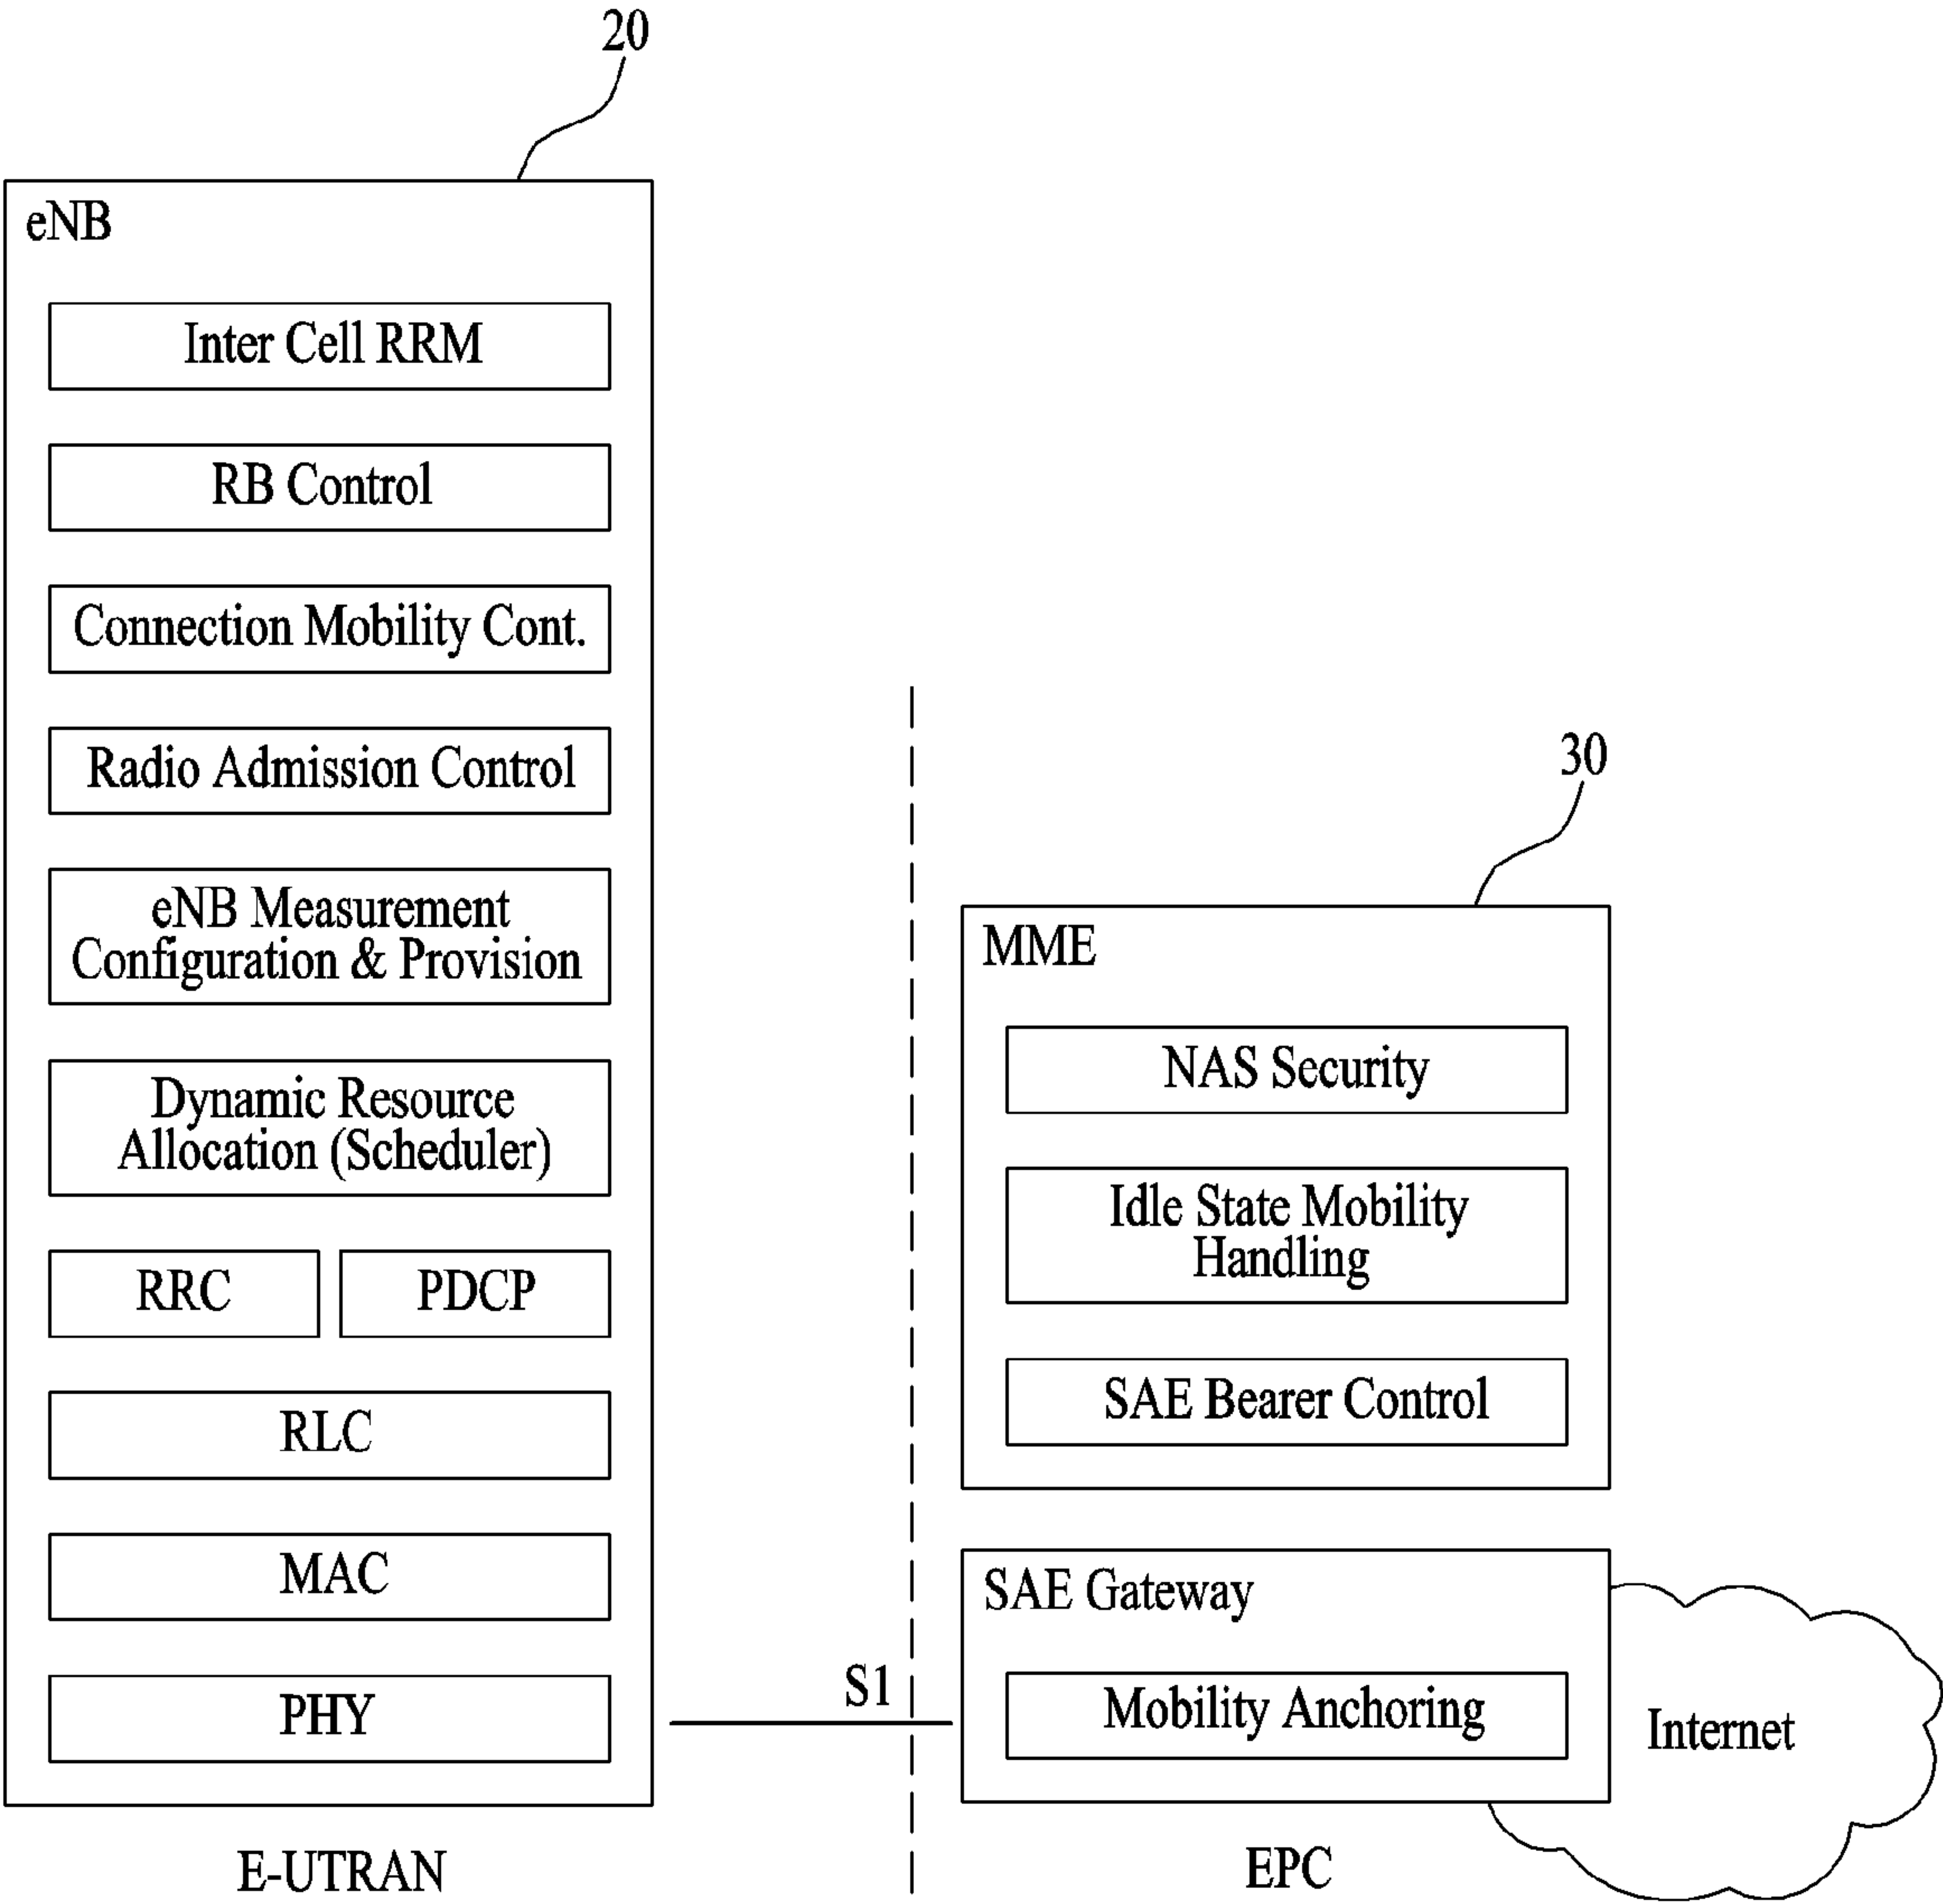 20
eNB
Inter Cell RRM
RB Control
Connection Mobility Cont.
Radio Admission Control
eNB Measurement
Configuration & Provision
Dynamic Resource
Allocation (Scheduler)
RRC
PDCP
RLC
MAC
PHY
E-UTRAN
S1
30
MME
NAS Security
Idle State Mobility
Handling
SAE Bearer Control
SAE Gateway
Mobility Anchoring
Internet
EPC